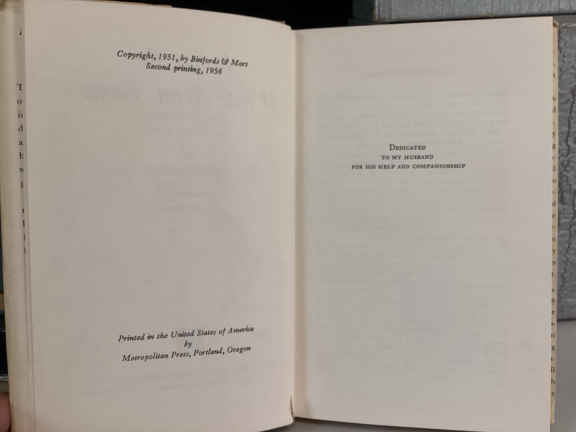 Copyright, 1951, by Binfords & Mort
Second printing, 1956
Printed in the United States of America
by
Metropolitan Press, Portland, Oregon
DEDICATED
TO MY HUSBAND
FOR HIS HELP AND COMPANIONSHIP